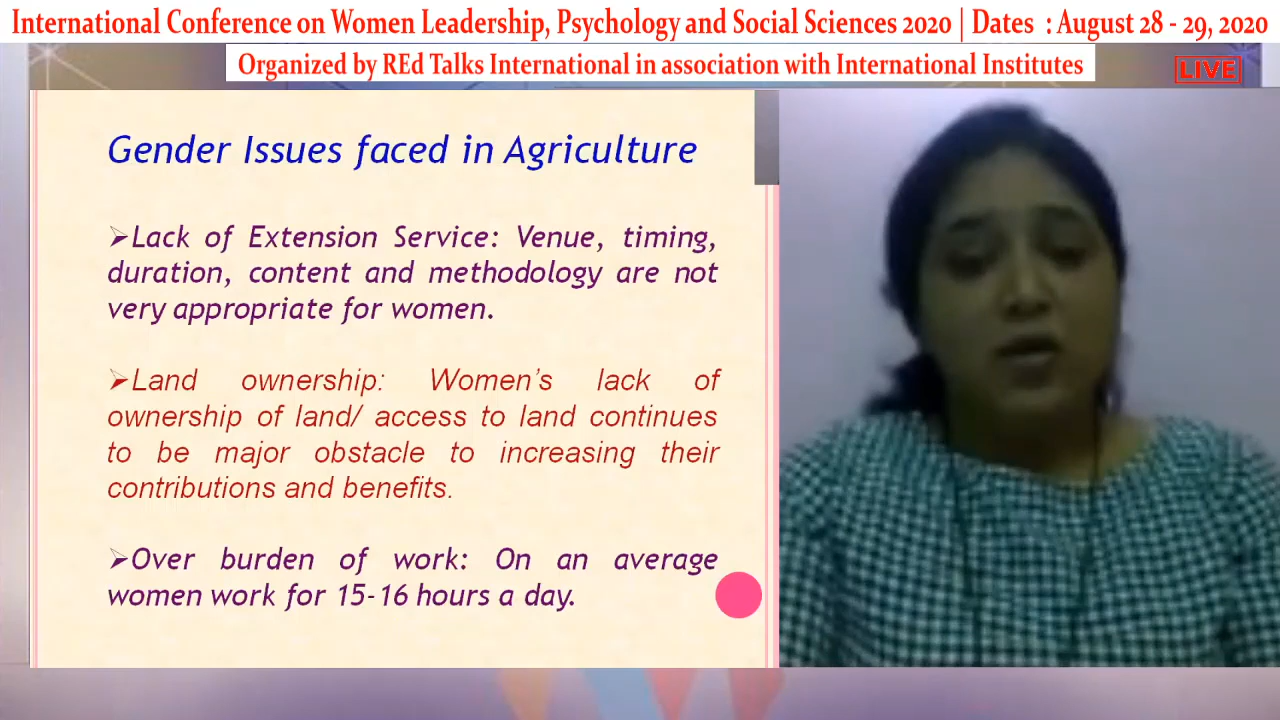 International Conference on Women Leadership, Psychology and Social Sciences 2020 | Dates : August 28 - 29, 2020
Organized by REd Talks International in association with International Institutes
LIVE
Gender Issues faced in Agriculture
➢Lack of Extension Service: Venue, timing,
duration, content and methodology are not
very appropriate for women.
➢Land ownership: Women's lack of
ownership of land/ access to land continues
to be major obstacle to increasing their
contributions and benefits.
➢Over burden of work: On an average
women work for 15-16 hours a day.